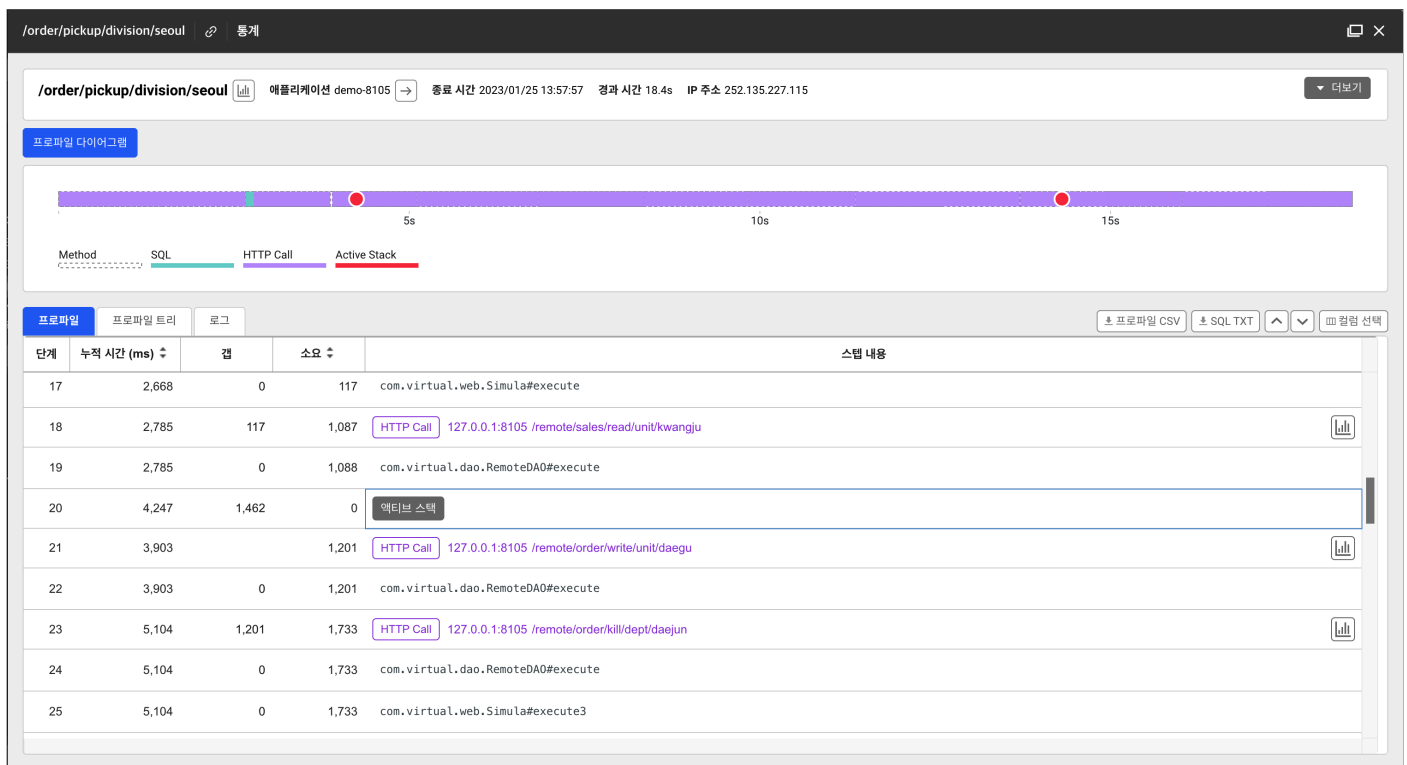 /order/pickup/division/seoul 통계
/order/pickup/division/seoul 애플리케이션 demo-8105 종료 시간 2023/01/25 13:57:57 경과 시간 18.4s IP 주소 252.135.227.115 더보기
프로파일 다이어그램
5s 10s 15s
Method SQL HTTP Call Active Stack
프로파일 프로파일 트리 로그 프로파일 CSV SQL TXT 컬럼 선택
단계 누적 시간 (ms) 갭 소요 스텝 내용
17 2,668 0 117 com.virtual.web.Simula#execute
18 2,785 117 1,087 HTTP Call 127.0.0.1:8105 /remote/sales/read/unit/kwangju
19 2,785 0 1,088 com.virtual.dao.RemoteDAO#execute
20 4,247 1,462 0 액티브 스택
21 3,903 1,201 HTTP Call 127.0.0.1:8105 /remote/order/write/unit/daegu
22 3,903 0 1,201 com.virtual.dao.RemoteDAO#execute
23 5,104 1,201 1,733 HTTP Call 127.0.0.1:8105 /remote/order/kill/dept/daejun
24 5,104 0 1,733 com.virtual.dao.RemoteDAO#execute
25 5,104 0 1,733 com.virtual.web.Simula#execute3